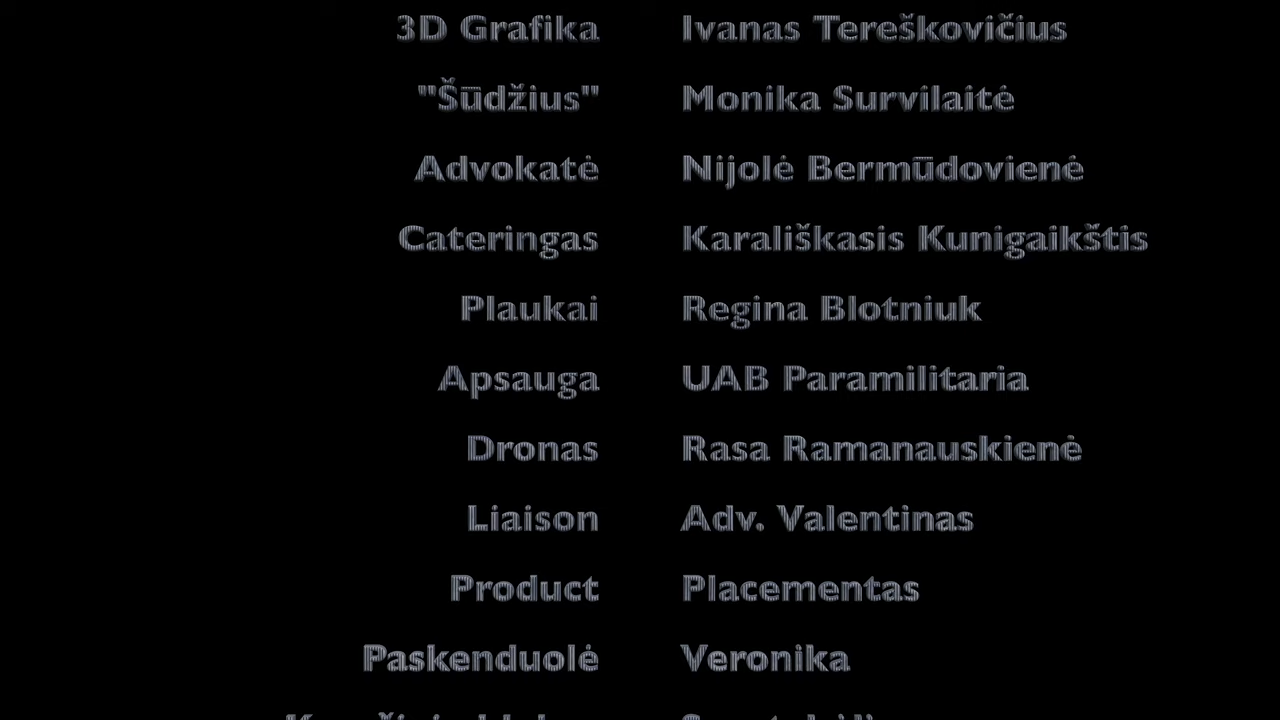 3D Grafika Ivanas Tereškovičius
"Šūdžius" Monika Survilaitė
Advokatė Nijolė Bermūdovienė
Cateringas Karališkasis Kunigaikštis
Plaukai Regina Blotniuk
Apsauga UAB Paramilitaria
Dronas Rasa Ramanauskienė
Liaison Adv. Valentinas
Product Placementas
Paskenduolė Veronika